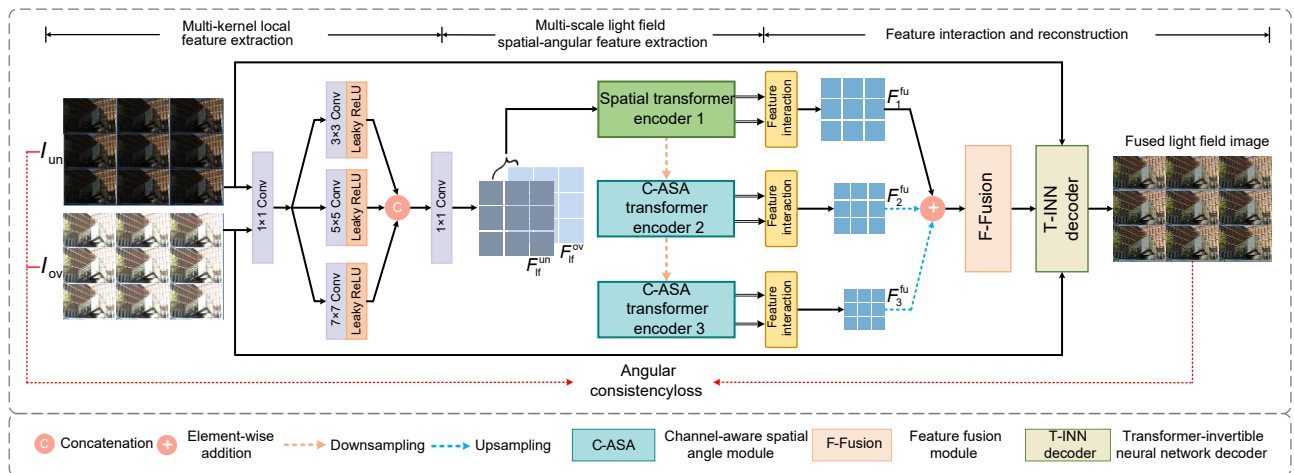 Multi-kernel local
feature extraction
Multi-scale light field
spatial-angular feature extraction
Feature interaction and reconstruction
I_un
I_ov
1×1 Conv
3×3 Conv
Leaky ReLU
5×5 Conv
Leaky ReLU
7×7 Conv
Leaky ReLU
C
1×1 Conv
F_lf^un
F_lf^ov
Spatial transformer
encoder 1
C-ASA
transformer
encoder 2
C-ASA
transformer
encoder 3
Feature
interaction
Feature
interaction
Feature
interaction
F_1^fu
F_2^fu
F_3^fu
+
F-Fusion
T-INN
decoder
Fused light field image
Angular
consistencyloss
C
Concatenation
+
Element-wise
addition
Downsampling
Upsampling
C-ASA
Channel-aware spatial
angle module
F-Fusion
Feature fusion
module
T-INN
decoder
Transformer-invertible
neural network decoder